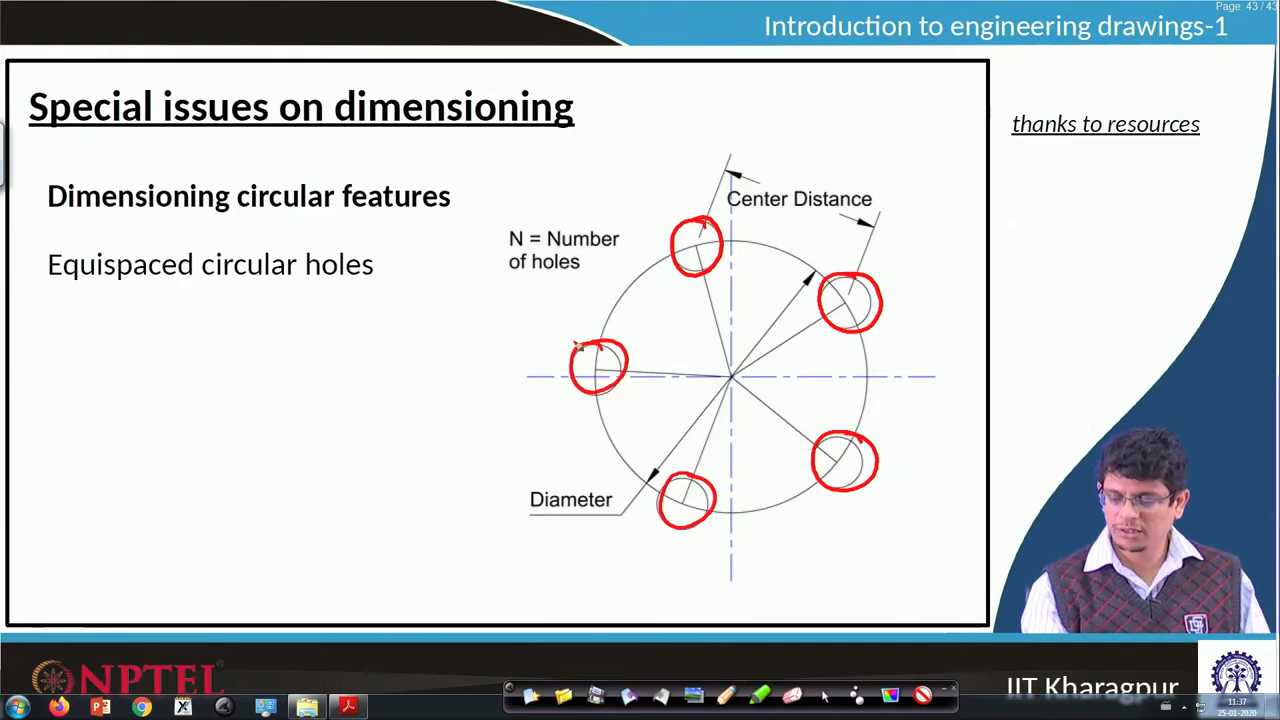 Page: 43 / 43
Introduction to engineering drawings-1
Special issues on dimensioning
thanks to resources
Dimensioning circular features
Equispaced circular holes
Center Distance
N = Number
of holes
Diameter
NPTEL
IIT Kharagpur
11:37
25-01-2020